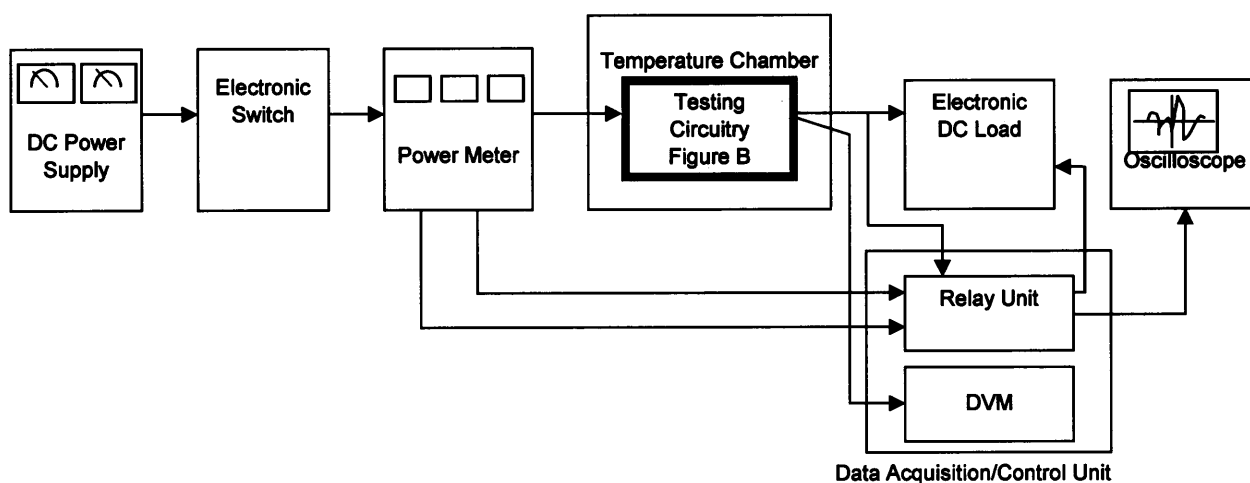 DC Power
Supply
Electronic
Switch
Power Meter
Temperature Chamber
Testing
Circuitry
Figure B
Electronic
DC Load
Oscilloscope
Relay Unit
DVM
Data Acquisition/Control Unit